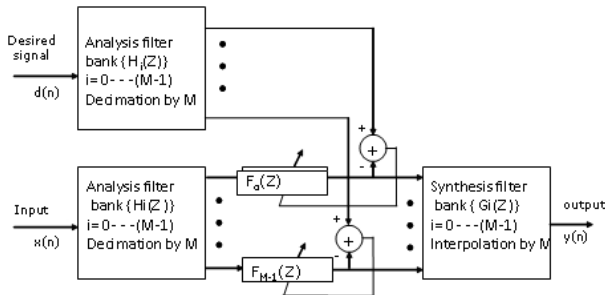 Desired
signal
d(n)
Analysis filter
bank{Hi(Z)}
i=0---(M-1)
Decimation by M
+
-
+
Input
x(n)
Analysis filter
bank{Hi(Z)}
i=0---(M-1)
Decimation by M
Fo(Z)
+
-
+
FM-1(Z)
Synthesis filter
bank{Gi(Z)}
i=0---(M-1)
Interpolation by M
output
y(n)